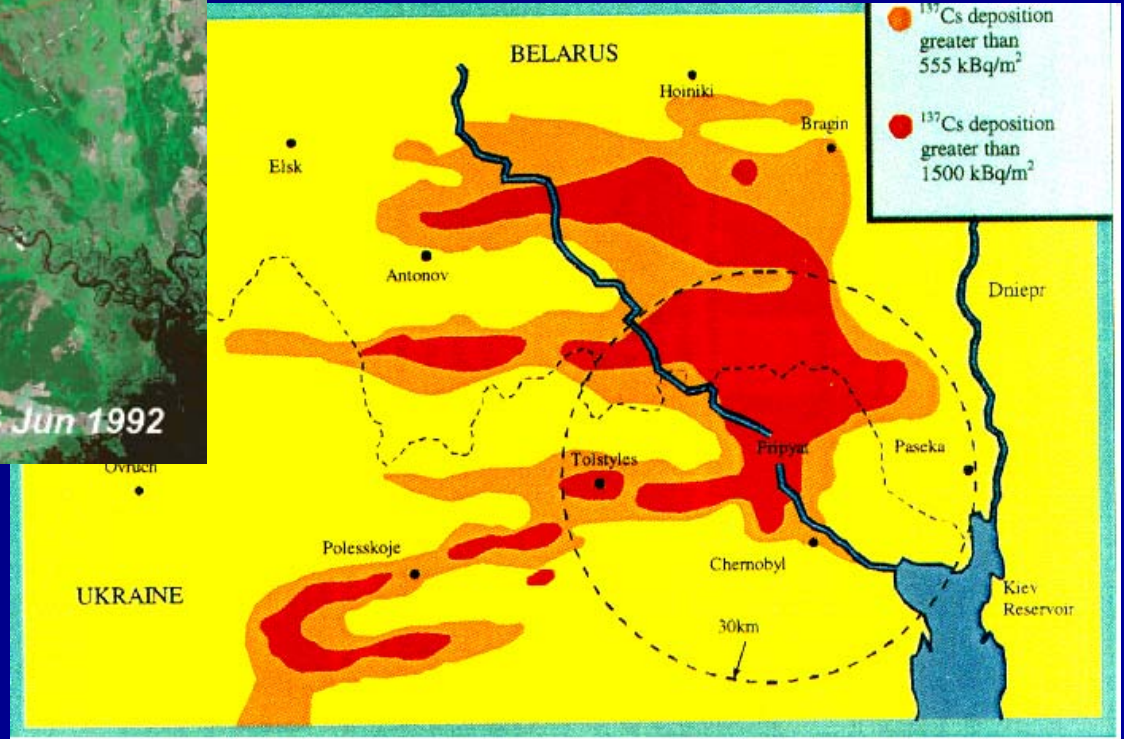 137Cs deposition
greater than
555 kBq/m2
137Cs deposition
greater than
1500 kBq/m2
BELARUS
Hoiniki
Bragin
Elsk
Antonov
Dniepr
Jun 1992
Ovruch
Tolstyles
Pripyat
Paseka
Polesskoje
Chernobyl
UKRAINE
Kiev
Reservoir
30km